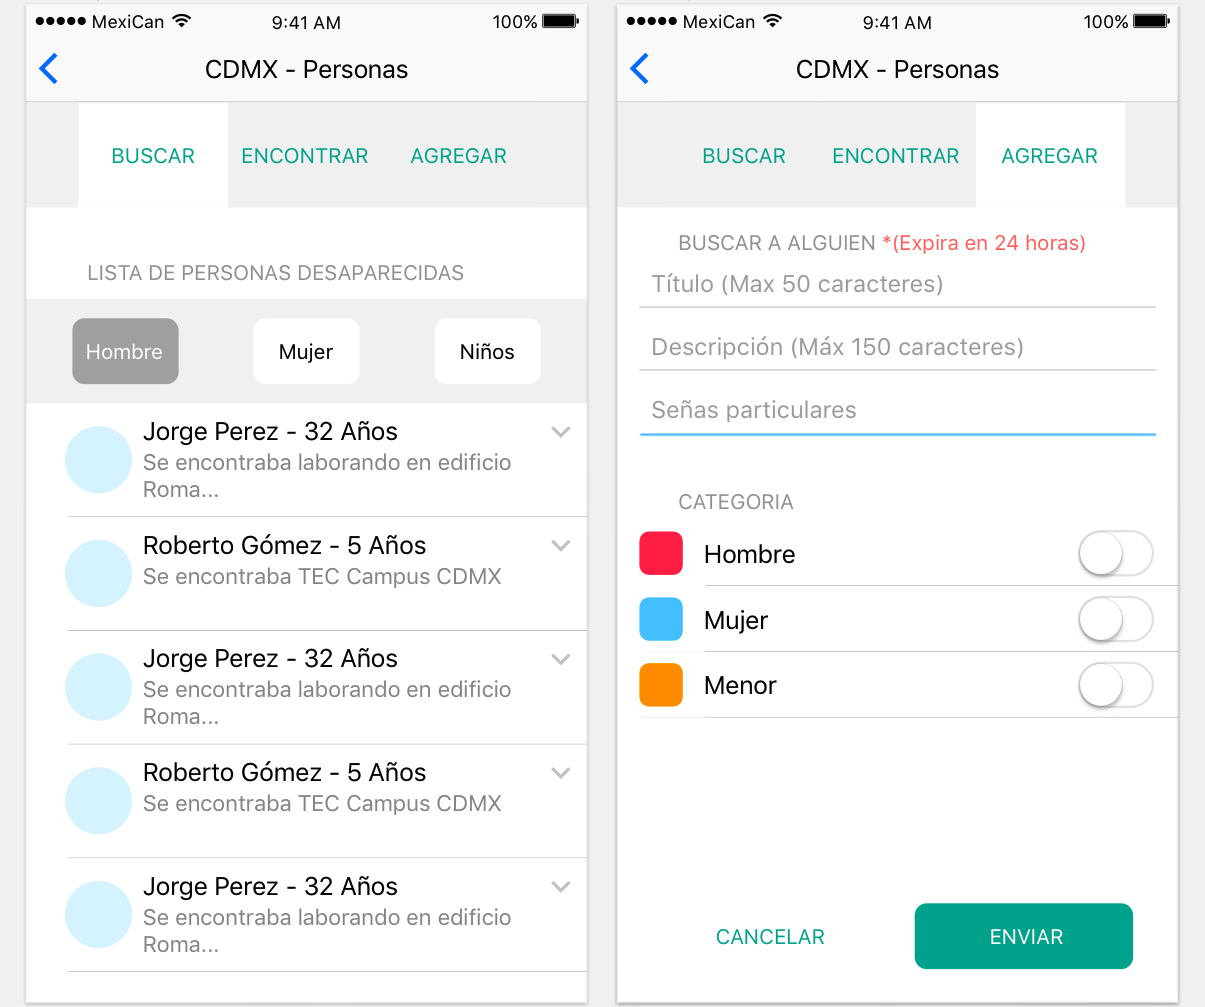 MexiCan 9:41 AM 100%
CDMX - Personas
BUSCAR ENCONTRAR AGREGAR
LISTA DE PERSONAS DESAPARECIDAS
Hombre Mujer Niños
Jorge Perez - 32 Años
Se encontraba laborando en edificio
Roma...
Roberto Gómez - 5 Años
Se encontraba TEC Campus CDMX
Jorge Perez - 32 Años
Se encontraba laborando en edificio
Roma...
Roberto Gómez - 5 Años
Se encontraba TEC Campus CDMX
Jorge Perez - 32 Años
Se encontraba laborando en edificio
Roma...
MexiCan 9:41 AM 100%
CDMX - Personas
BUSCAR ENCONTRAR AGREGAR
BUSCAR A ALGUIEN *(Expira en 24 horas)
Título (Max 50 caracteres)
Descripción (Máx 150 caracteres)
Señas particulares
CATEGORIA
Hombre
Mujer
Menor
CANCELAR ENVIAR